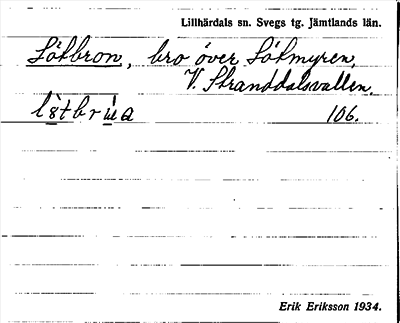 Lillhärdals sn. Svegs tg. Jämtlands län.
Lötbron, bro över Lötmyren,
V. Stranddalsvallen.
106.
Erik Eriksson 1934.